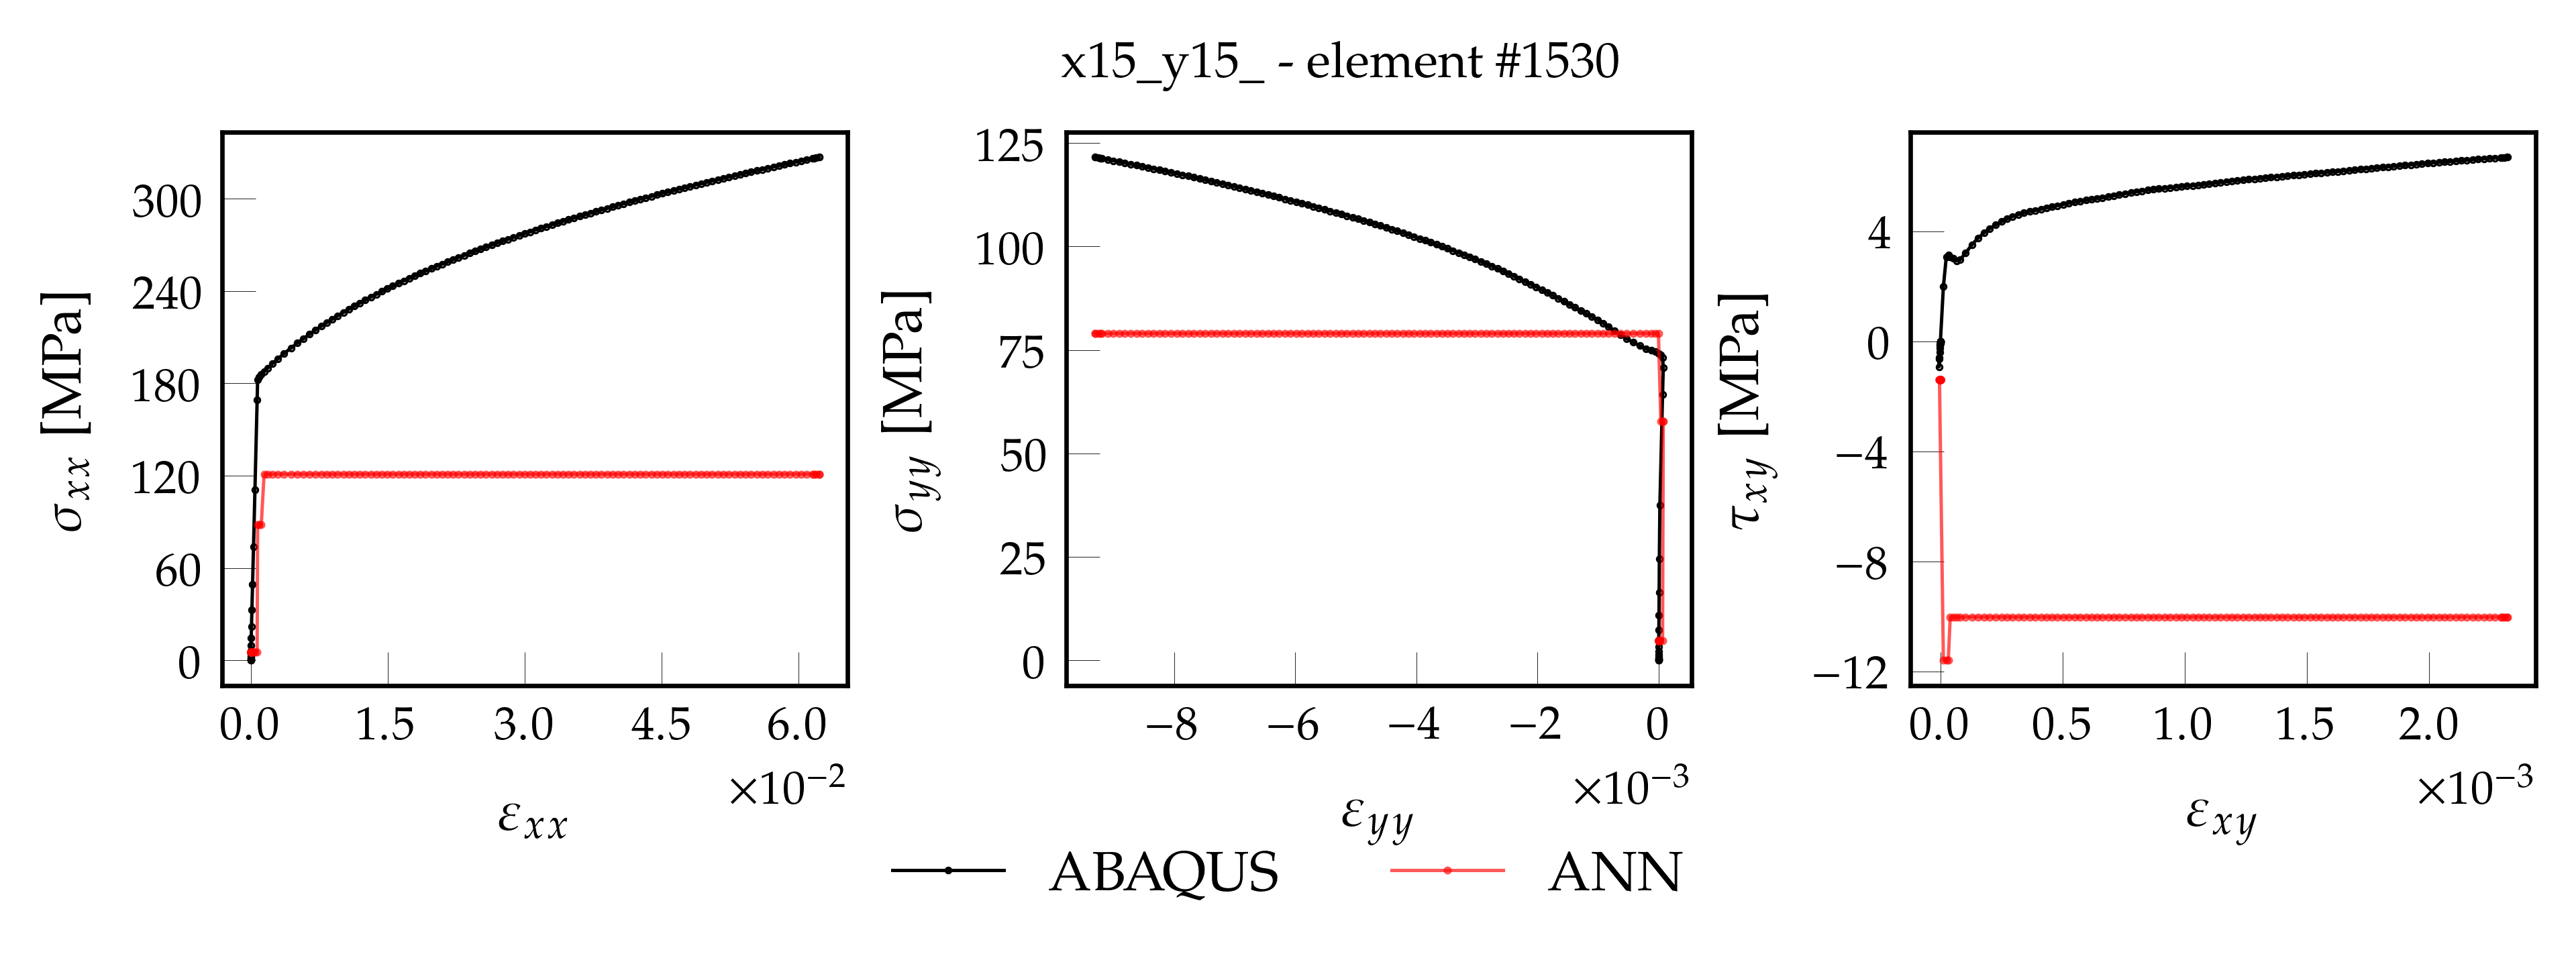 x15_y15_ - element #1530
σxx [MPa]
300
240
180
120
60
0
0.0 1.5 3.0 4.5 6.0
×10−2
εxx
σyy [MPa]
125
100
75
50
25
0
−8 −6 −4 −2 0
×10−3
εyy
τxy [MPa]
4
0
−4
−8
−12
0.0 0.5 1.0 1.5 2.0
×10−3
εxy
ABAQUS ANN